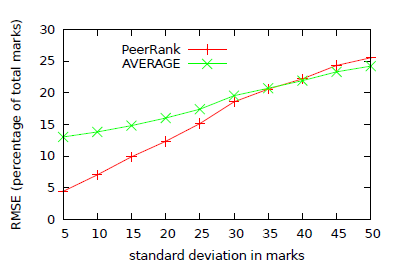 30
25
20
15
10
5
0
RMSE (percentage of total marks)
PeerRank
AVERAGE
5 10 15 20 25 30 35 40 45 50
standard deviation in marks